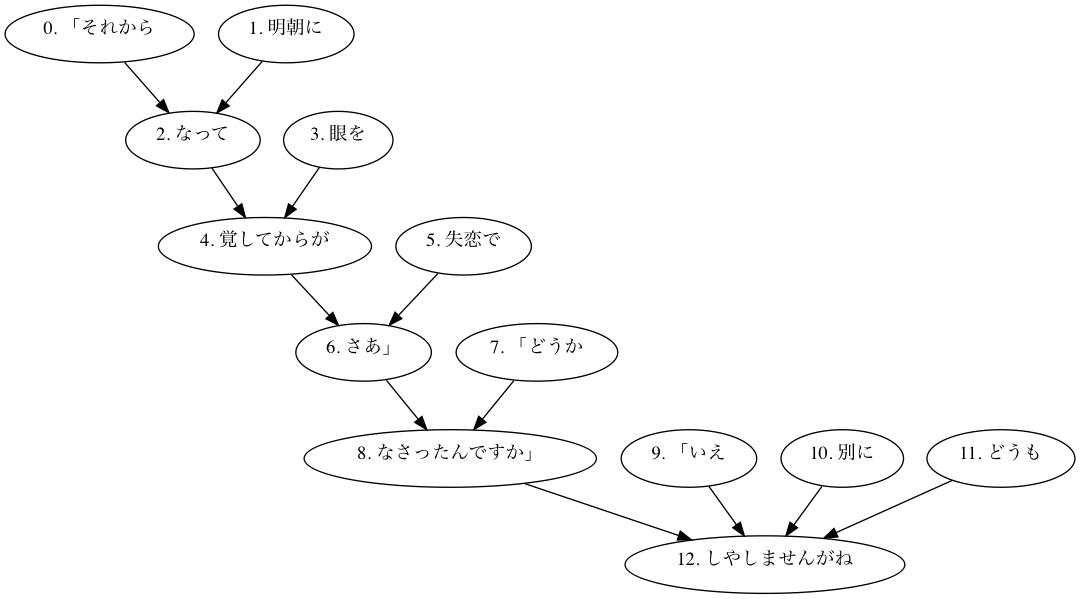 0. 「それから
1. 明朝に
2. なって
3. 眼を
4. 覚してからが
5. 失恋で
6. さあ」
7. 「どうか
8. なさったんですか」
9. 「いえ
10. 別に
11. どうも
12. しやしませんがね